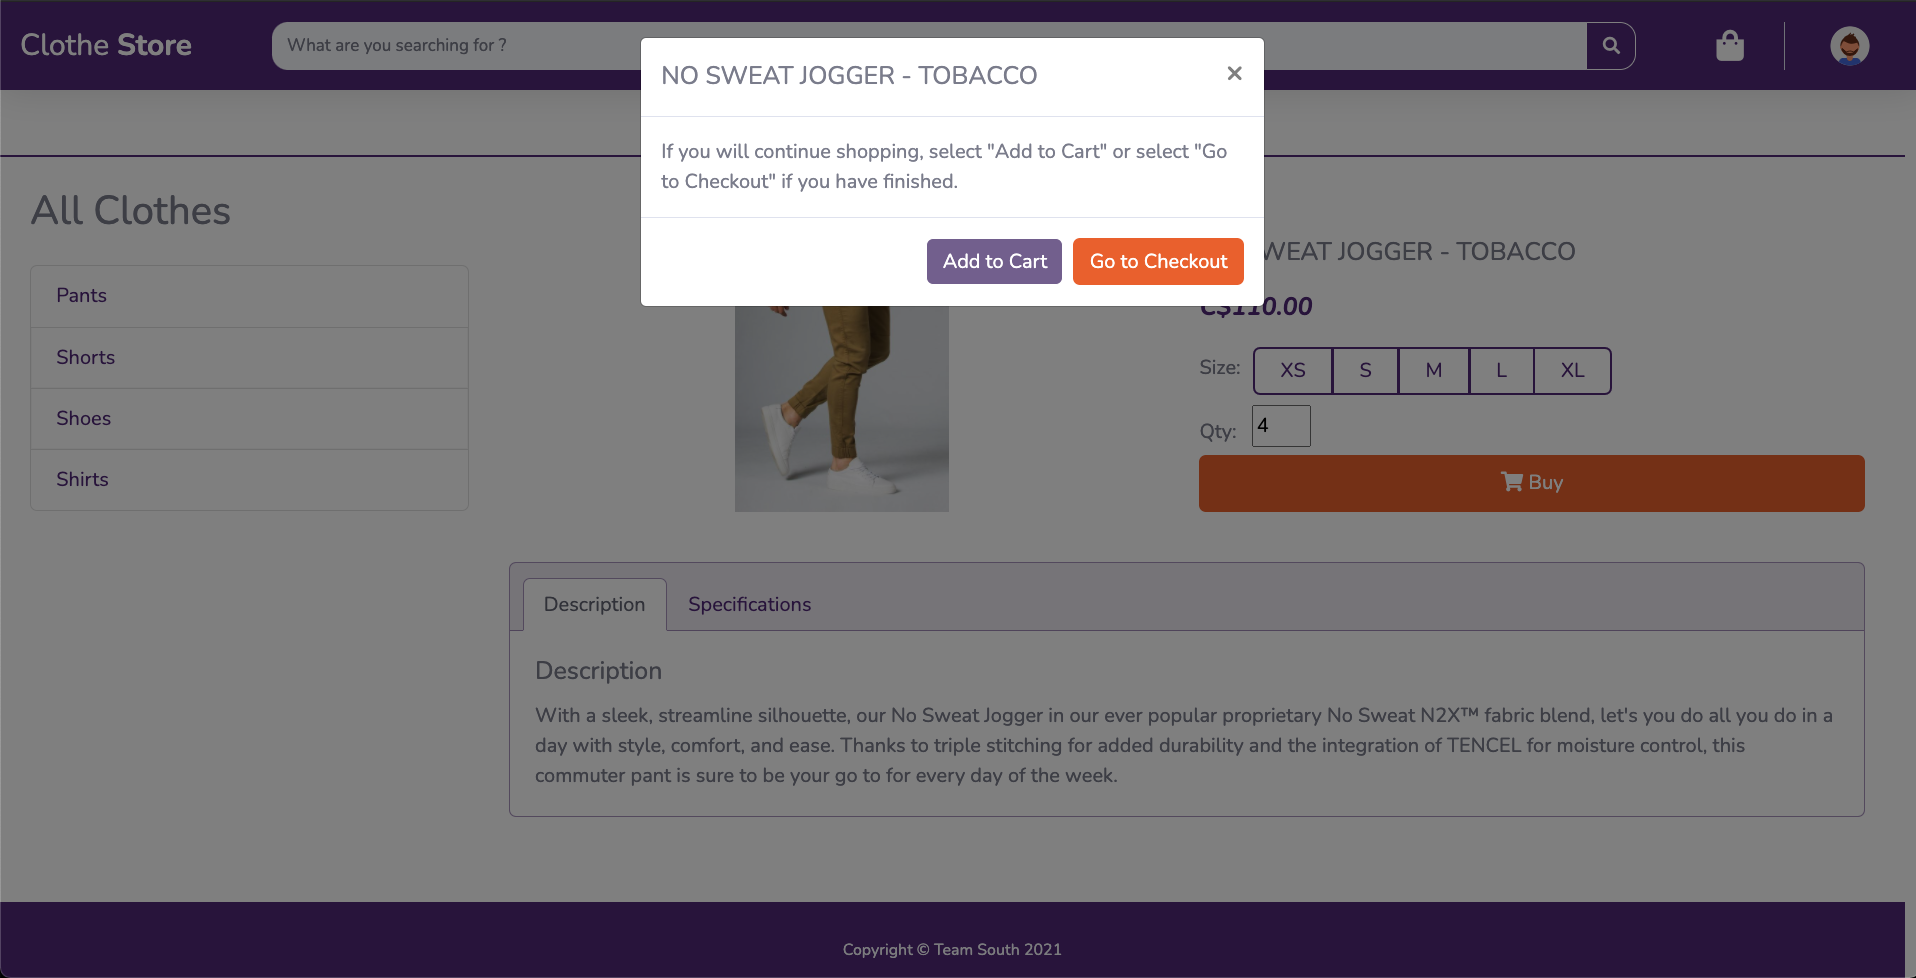 Clothe Store
What are you searching for ?
NO SWEAT JOGGER - TOBACCO
×
If you will continue shopping, select "Add to Cart" or select "Go
to Checkout" if you have finished.
Add to Cart
Go to Checkout
All Clothes
Pants
Shorts
Shoes
Shirts
WEAT JOGGER - TOBACCO
C$110.00
Size:
XS
S
M
L
XL
Qty:
4
Buy
Description
Specifications
Description
With a sleek, streamline silhouette, our No Sweat Jogger in our ever popular proprietary No Sweat N2X™ fabric blend, let's you do all you do in a
day with style, comfort, and ease. Thanks to triple stitching for added durability and the integration of TENCEL for moisture control, this
commuter pant is sure to be your go to for every day of the week.
Copyright © Team South 2021